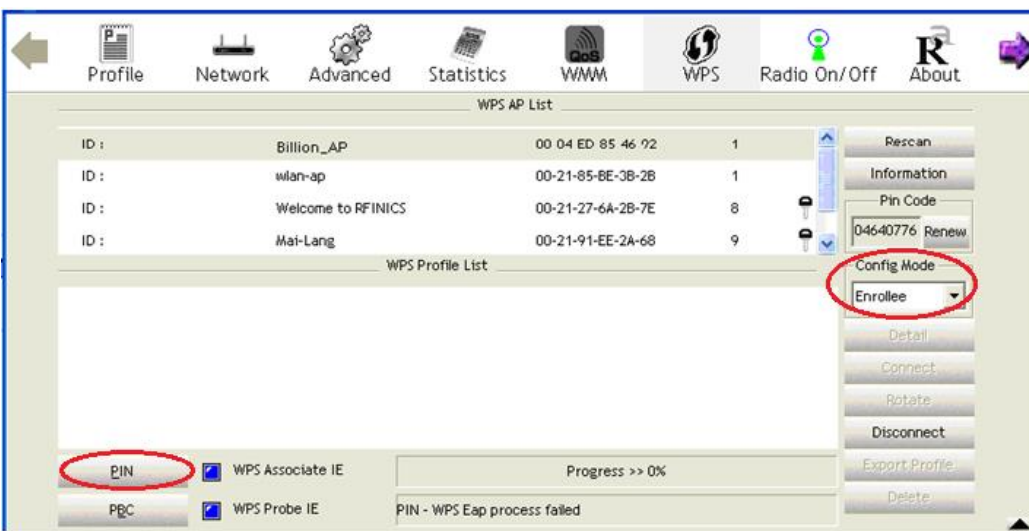 Profile Network Advanced Statistics QoS WMM WPS Radio On/Off About
WPS AP List
ID : Billion_AP 00 04 ED 85 46 92 1
Rescan
ID : wlan-ap 00-21-85-BE-3B-2B 1
Information
ID : Welcome to RFINICS 00-21-27-6A-2B-7E 8
Pin Code
04640776 Renew
ID : Mai-Lang 00-21-91-EE-2A-68 9
WPS Profile List
Config Mode
Enrollee
Detail
Connect
Rotate
Disconnect
PIN WPS Associate IE Progress >> 0%
Export Profile
PBC WPS Probe IE PIN - WPS Eap process failed
Delete